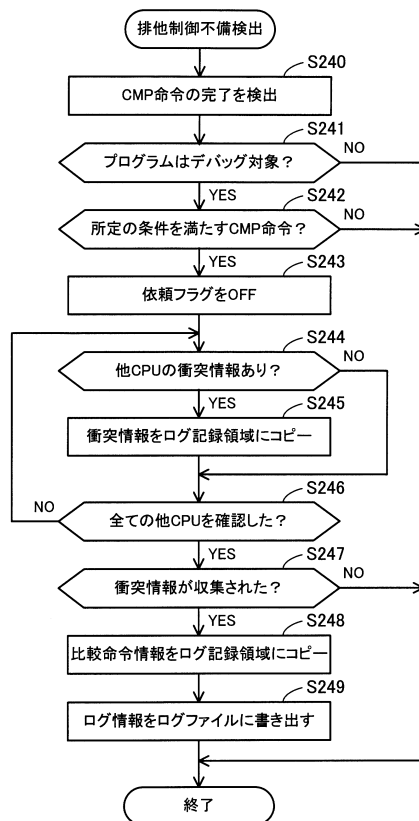 排他制御不備検出
S240
CMP命令の完了を検出
S241
プログラムはデバッグ対象？
NO
YES
S242
所定の条件を満たすCMP命令？
NO
YES
S243
依頼フラグをOFF
S244
他CPUの衝突情報あり？
NO
YES
S245
衝突情報をログ記録領域にコピー
S246
NO
全ての他CPUを確認した？
YES
S247
衝突情報が収集された？
NO
YES
S248
比較命令情報をログ記録領域にコピー
S249
ログ情報をログファイルに書き出す
終了